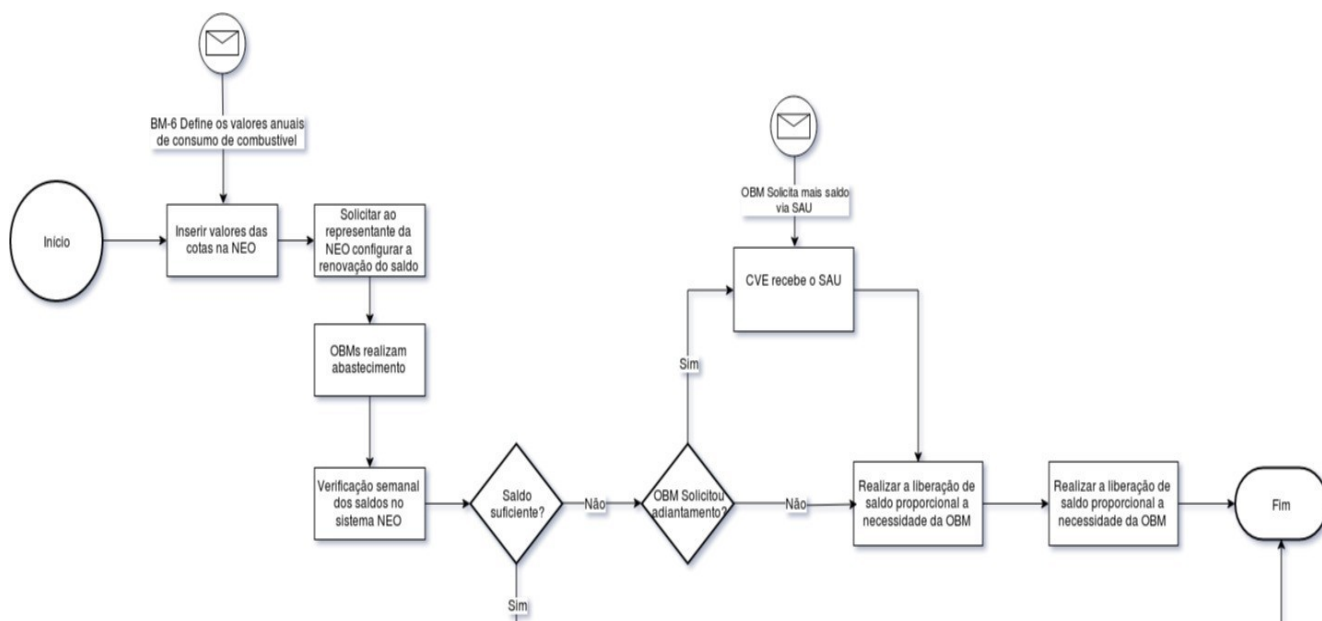 BM-6 Define os valores anuais
de consumo de combustível
Início
Inserir valores das
cotas na NEO
Solicitar ao
representante da
NEO configurar a
renovação do saldo
OBMs realizam
abastecimento
Verificação semanal
dos saldos no
sistema NEO
Saldo
suficiente?
Não
Sim
OBM Solicitou
adiantamento?
Sim
OBM Solicita mais saldo
via SAU
CVE recebe o SAU
Não
Realizar a liberação de
saldo proporcional a
necessidade da OBM
Realizar a liberação de
saldo proporcional a
necessidade da OBM
Fim